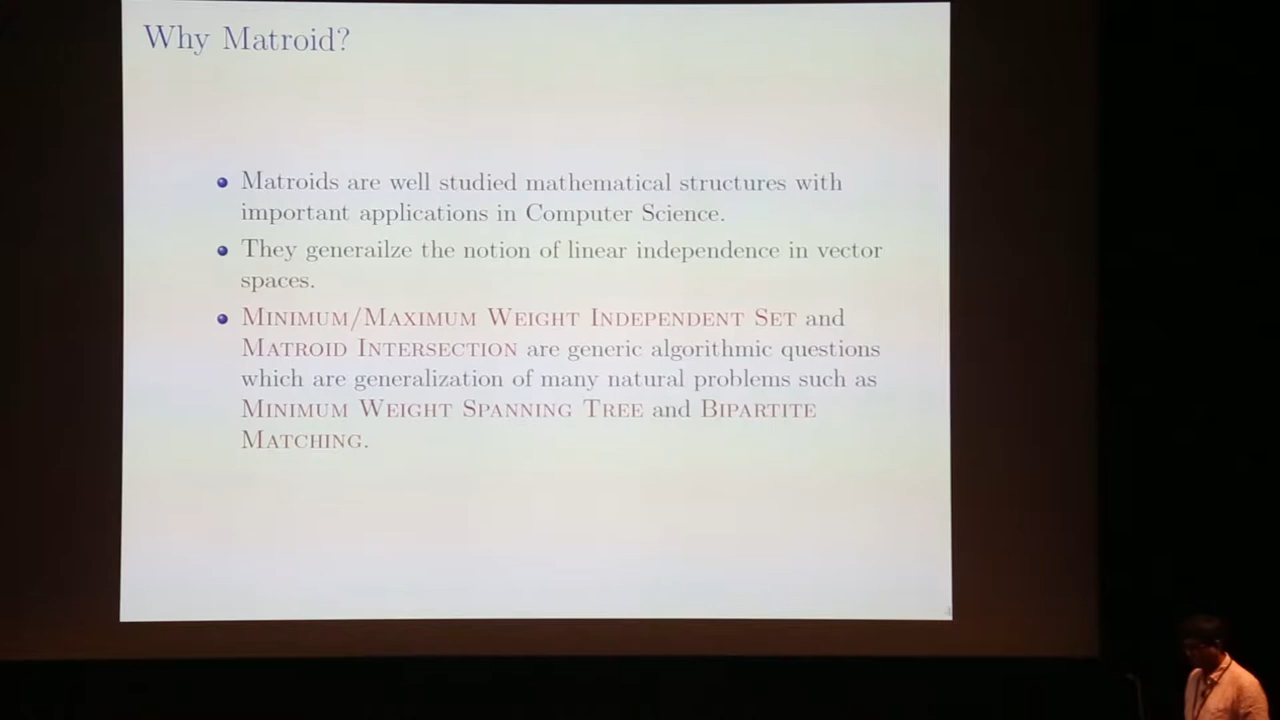 Why Matroid?
Matroids are well studied mathematical structures with
important applications in Computer Science.
They generailze the notion of linear independence in vector
spaces.
MINIMUM/MAXIMUM WEIGHT INDEPENDENT SET and
MATROID INTERSECTION are generic algorithmic questions
which are generalization of many natural problems such as
MINIMUM WEIGHT SPANNING TREE and BIPARTITE
MATCHING.